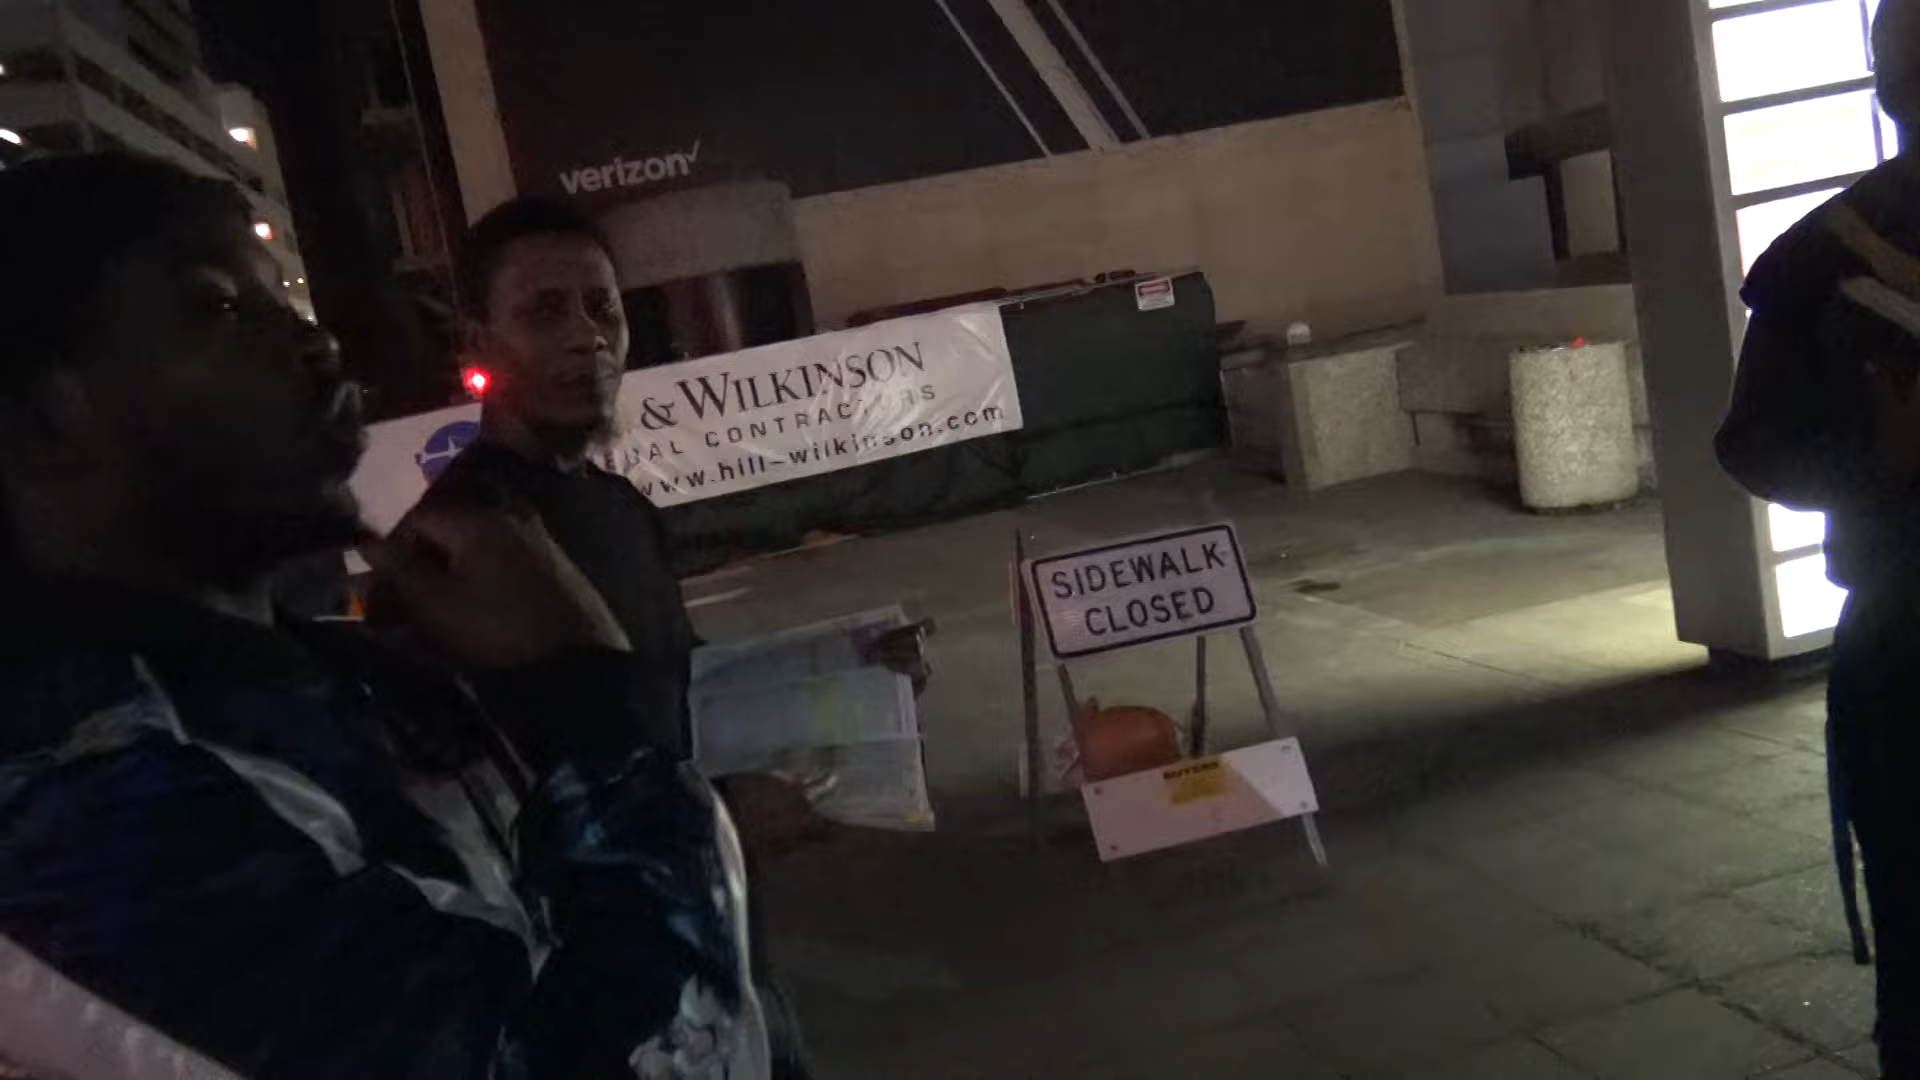 verizon
& WILKINSON
ERAL CONTRACTORS
www.hill-wilkinson.com
SIDEWALK
CLOSED